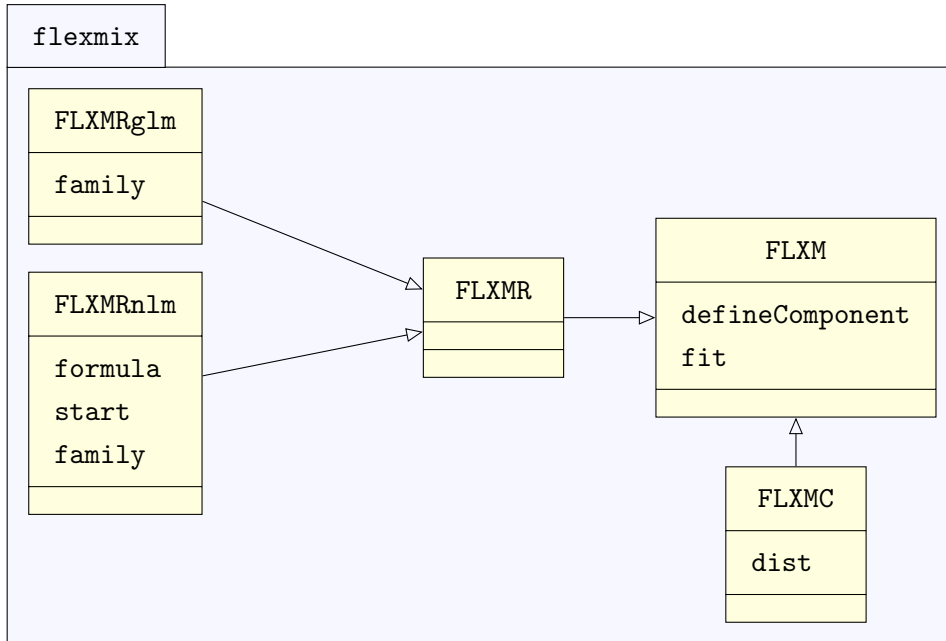 flexmix
FLXMRglm
family
FLXMRnlm
formula
start
family
FLXMR
FLXM
defineComponent
fit
FLXMC
dist